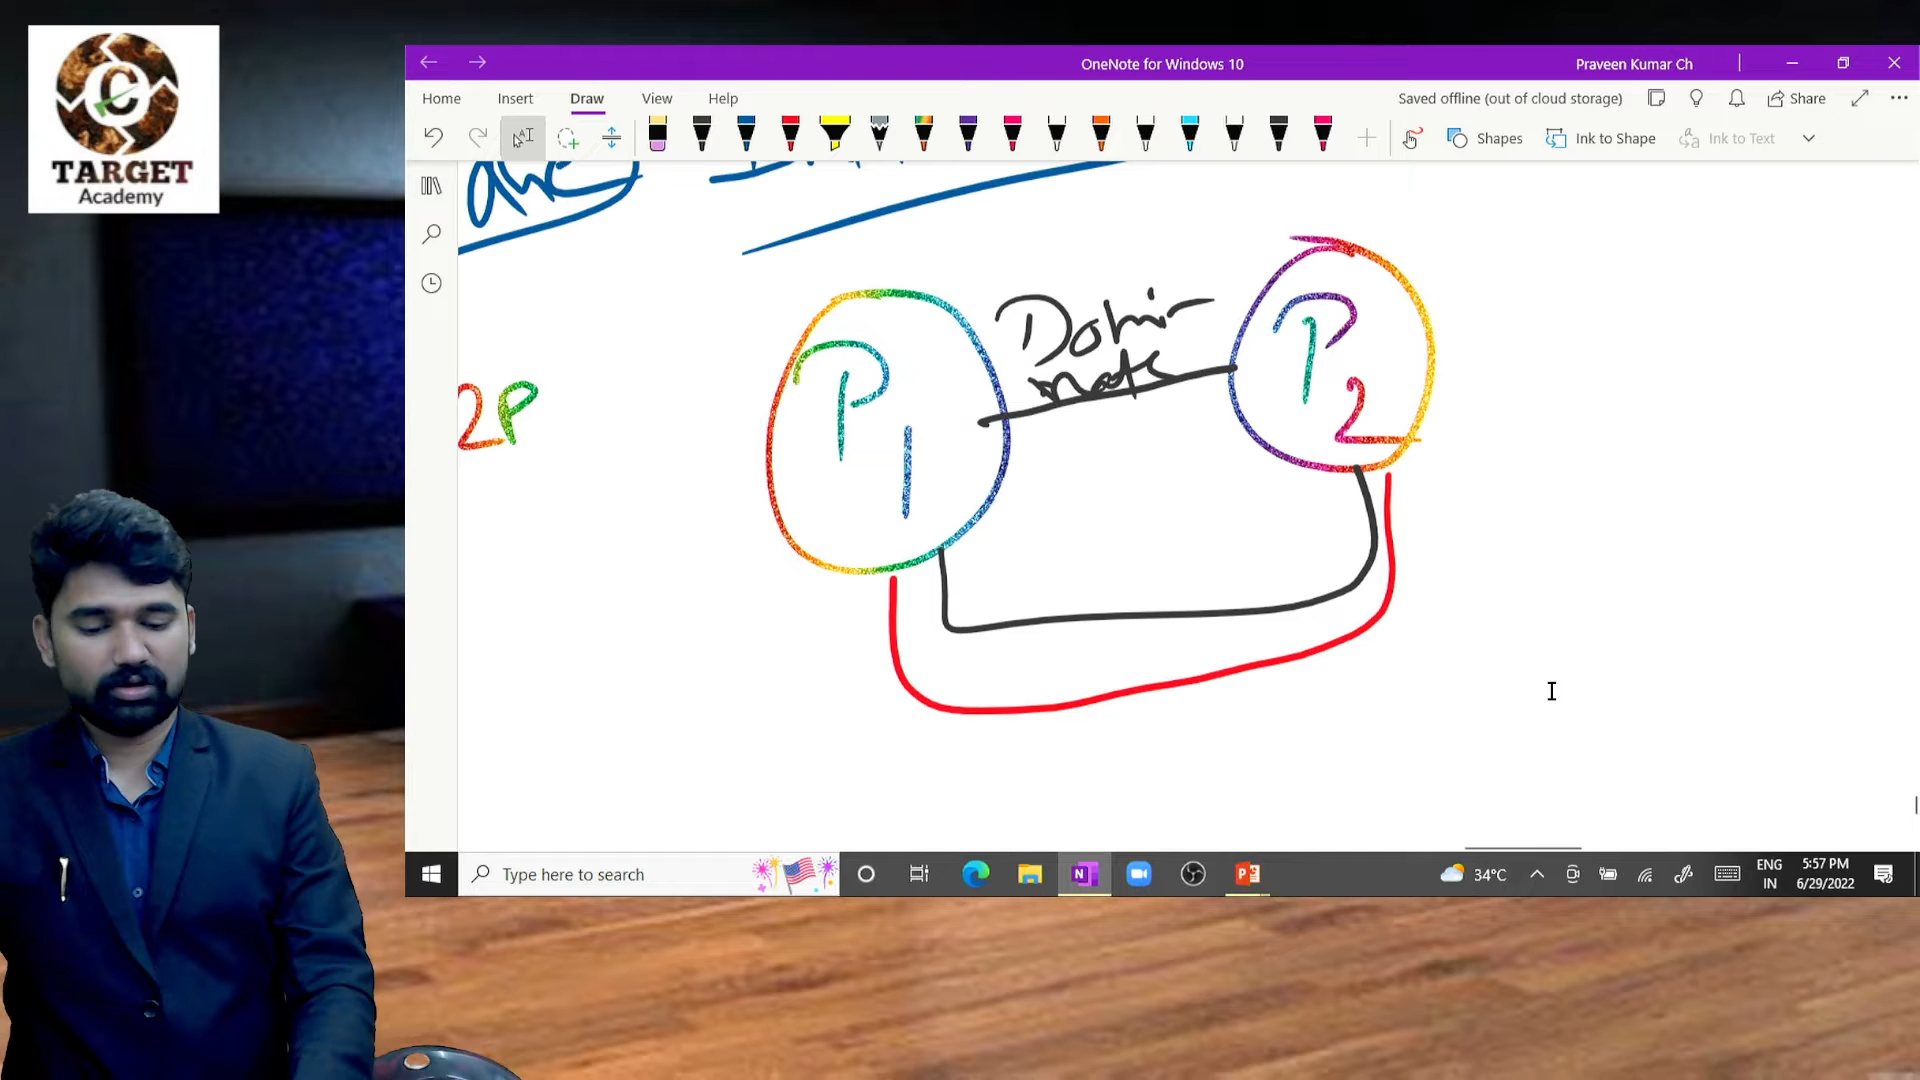 TARGET
Academy
OneNote for Windows 10
Praveen Kumar Ch
Home Insert Draw View Help
Saved offline (out of cloud storage)
Share
Shapes
Ink to Shape
Ink to Text
P1
P2
2P
Type here to search
34°C
ENG
IN
5:57 PM
6/29/2022